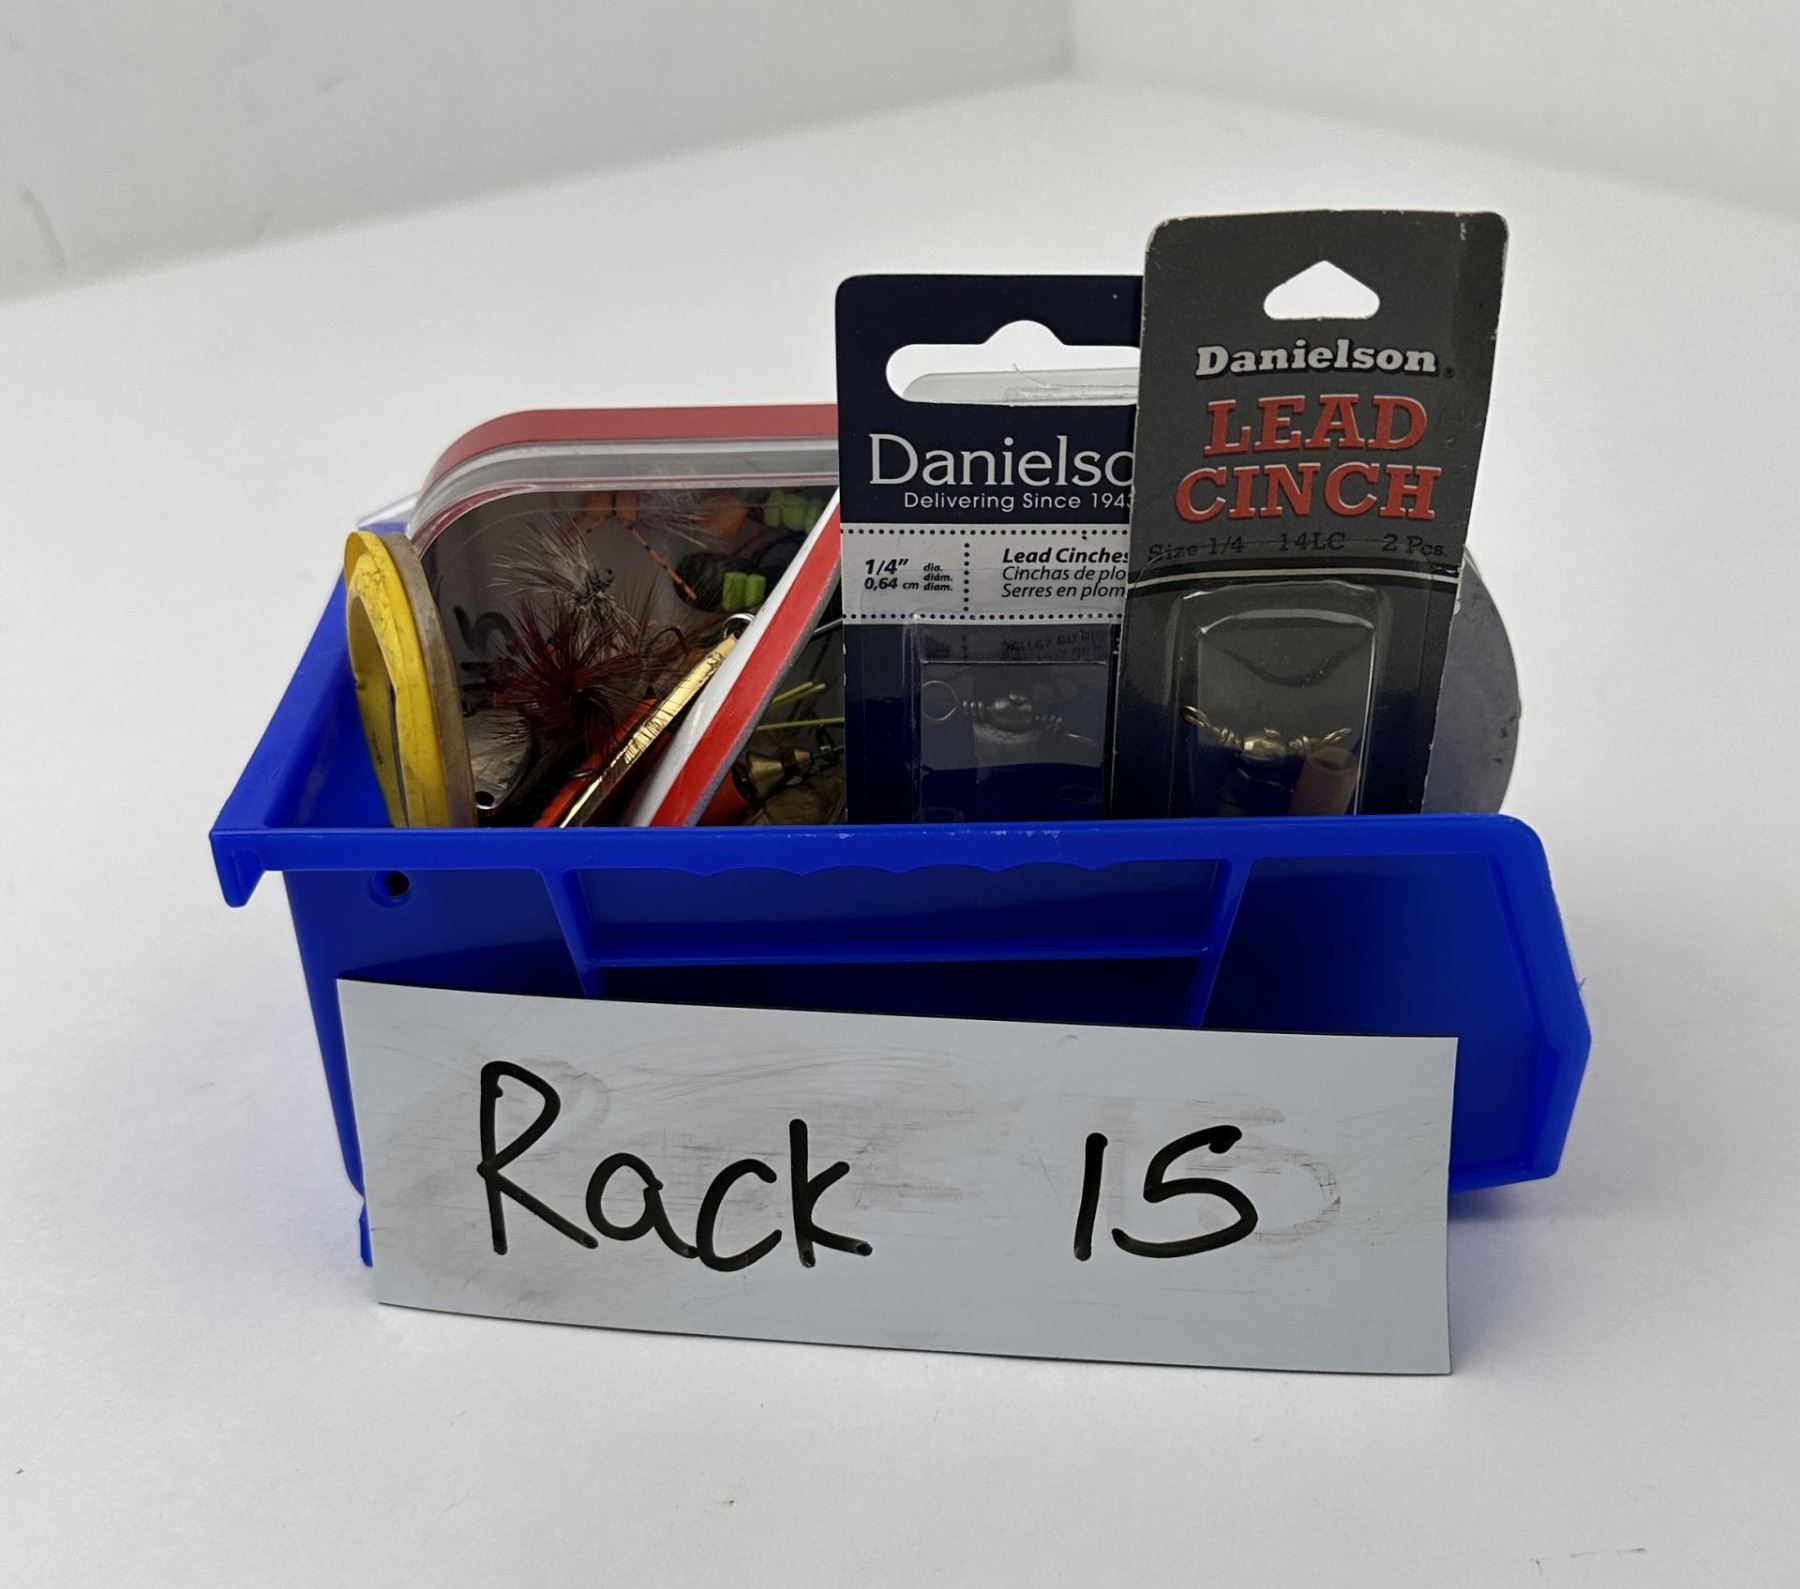 Danielso
Delivering Since 194
1/4" dia.
0,64 cm diám.
diam.
Lead Cinches
Cinchas de plo
Serres en plom
Danielson
LEAD
CINCH
Size 1/4 14LC 2 Pcs.
Rack 15